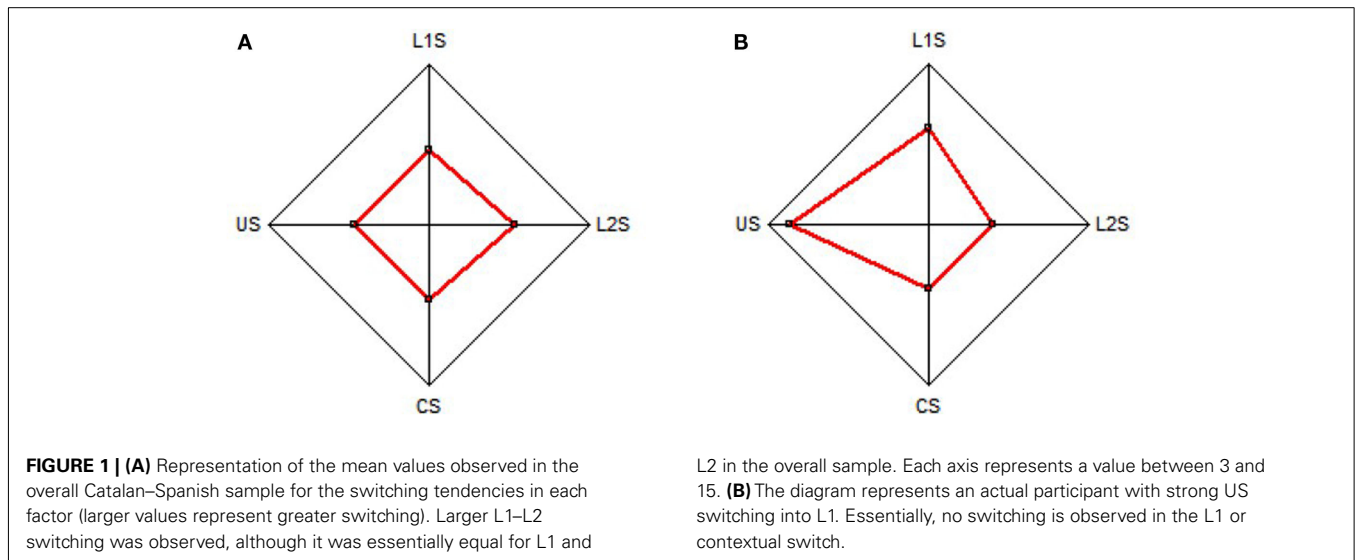 A
L1S
US
L2S
CS
B
L1S
US
L2S
CS
FIGURE 1 | (A) Representation of the mean values observed in the
overall Catalan–Spanish sample for the switching tendencies in each
factor (larger values represent greater switching). Larger L1–L2
switching was observed, although it was essentially equal for L1 and
L2 in the overall sample. Each axis represents a value between 3 and
15. (B) The diagram represents an actual participant with strong US
switching into L1. Essentially, no switching is observed in the L1 or
contextual switch.